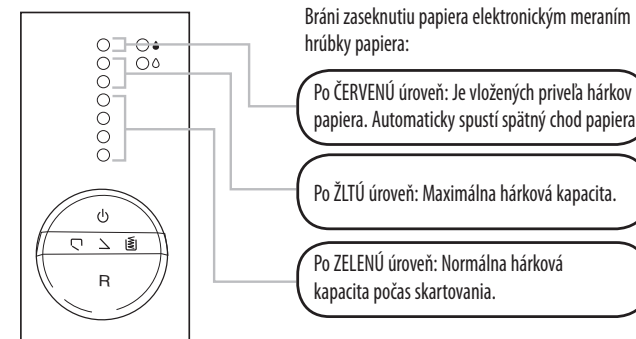 Bráni zaseknutiu papiera elektronickým meraním
hrúbky papiera:
Po ČERVENÚ úroveň: Je vložených priveľa hárkov
papiera. Automaticky spustí spätný chod papiera
Po ŽLTÚ úroveň: Maximálna hárková kapacita.
Po ZELENÚ úroveň: Normálna hárková
kapacita počas skartovania.
R